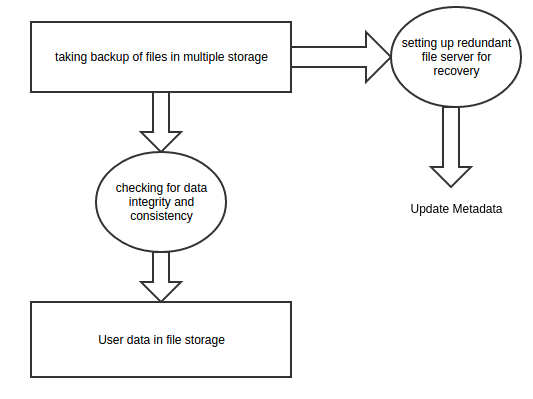 taking backup of files in multiple storage
setting up redundant
file server for
recovery
checking for data
integrity and
consistency
Update Metadata
User data in file storage